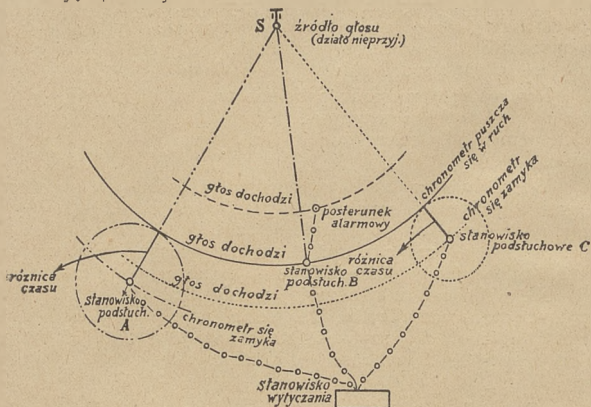 S źródło głosu
(działo nieprzyj.)
chronometr puszcza
się w ruch
chronometr
się zamyka
głos dochodzi
posterunek
alarmowy
głos dochodzi
stanowisko
podsłuchowe C
różnica
czasu
stanowisko
podsłuch. B
różnica
czasu
głos dochodzi
stanowisko
podsłuch.
A
chronometr się
zamyka
stanowisko
wytyczania